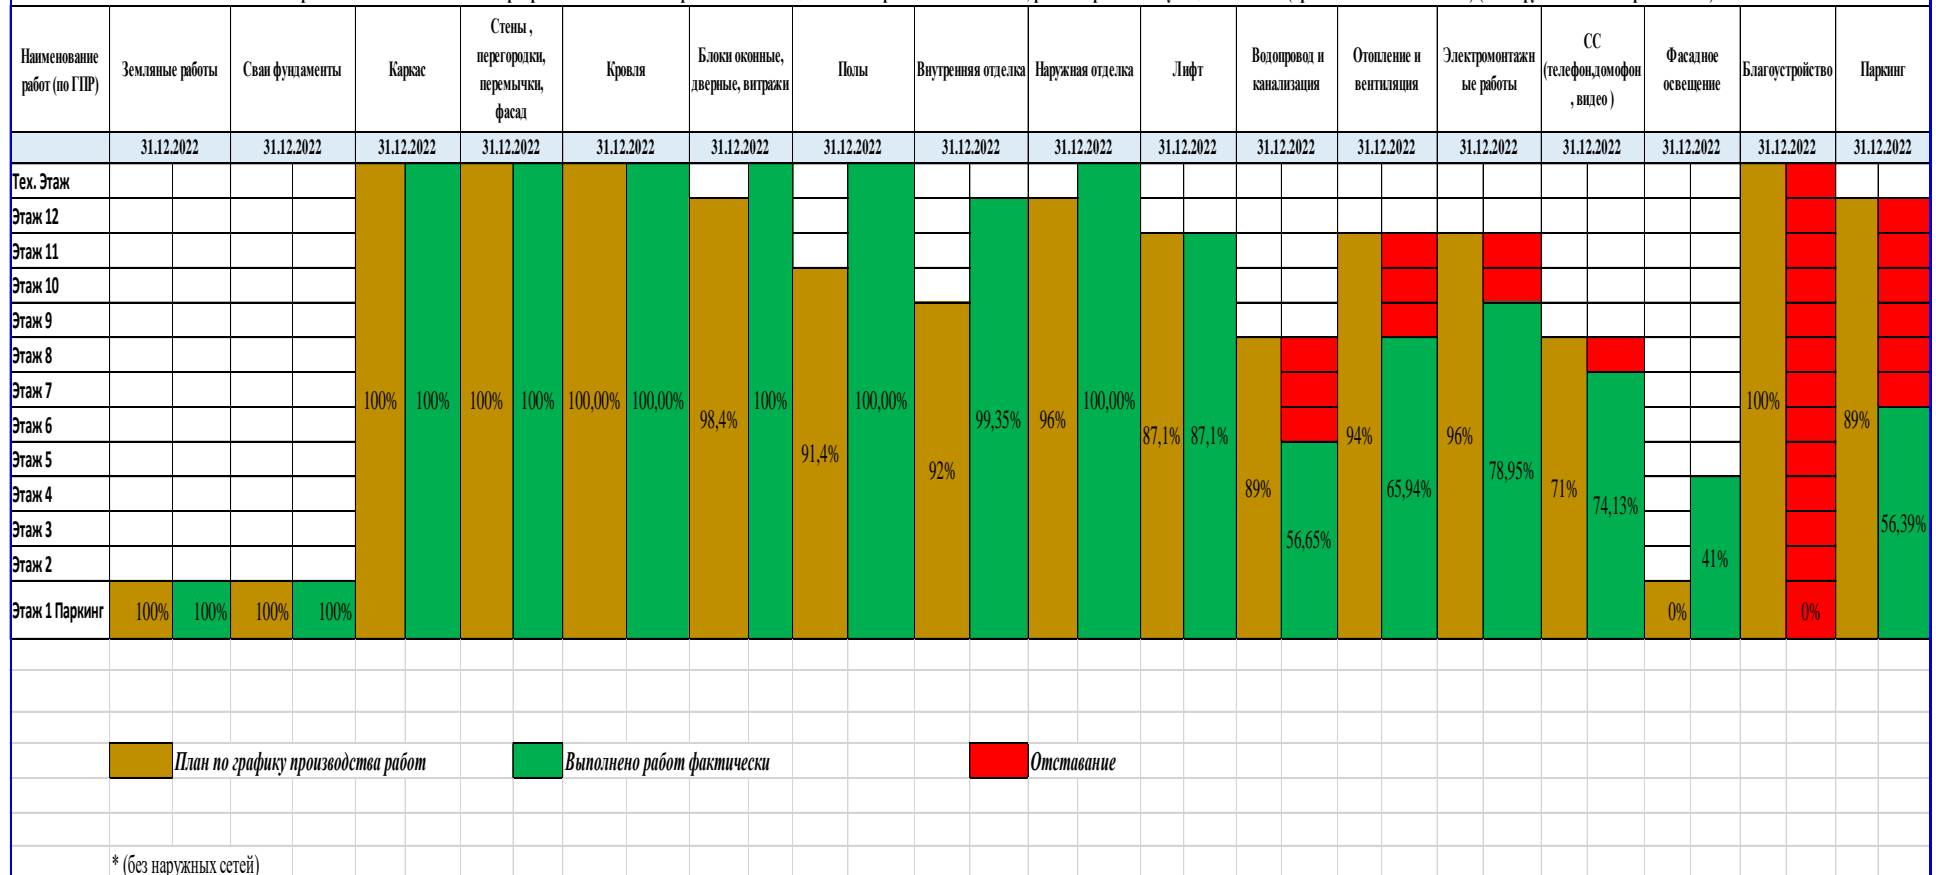 Наименование работ (по ГПР)
Земляные работы
Сваи фундаменты
Каркас
Стены , перегородки, перемычки, фасад
Кровля
Блоки оконные, дверные, витражи
Полы
Внутренняя отделка
Наружная отделка
Лифт
Водопровод и канализация
Отопление и вентиляция
Электромонтажные работы
СС (телефон,домофон , видео )
Фасадное освещение
Благоустройство
Паркинг
31.12.2022 31.12.2022 31.12.2022 31.12.2022 31.12.2022 31.12.2022 31.12.2022 31.12.2022 31.12.2022 31.12.2022 31.12.2022 31.12.2022 31.12.2022 31.12.2022 31.12.2022 31.12.2022 31.12.2022
Тех. Этаж
Этаж 12
Этаж 11
Этаж 10
Этаж 9
Этаж 8
Этаж 7
Этаж 6
Этаж 5
Этаж 4
Этаж 3
Этаж 2
Этаж 1 Паркинг
100% 100% 100% 100%
100% 100% 100% 100% 100,00% 100,00% 98,4% 100% 91,4% 100,00% 92% 99,35% 96% 100,00% 87,1% 87,1% 89% 56,65% 94% 65,94% 96% 78,95% 71% 74,13% 0% 41% 100% 0% 89% 56,39%
План по графику производства работ
Выполнено работ фактически
Отставание
* (без наружных сетей)